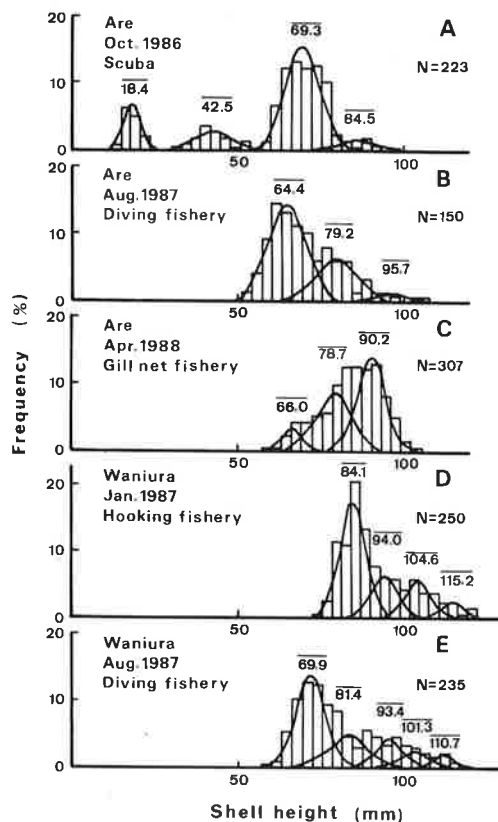 Are
Oct. 1986
Scuba
A
N=223
18.4
42.5
69.3
84.5
20
10
0
50
100
Are
Aug. 1987
Diving fishery
B
N=150
64.4
79.2
95.7
20
10
0
50
100
Are
Apr. 1988
Gill net fishery
C
N=307
66.0
78.7
90.2
20
10
0
50
100
Waniura
Jan. 1987
Hooking fishery
D
N=250
84.1
94.0
104.6
115.2
20
10
0
50
100
Waniura
Aug. 1987
Diving fishery
E
N=235
69.9
81.4
93.4
101.3
110.7
20
10
0
50
100
Frequency (%)
Shell height (mm)